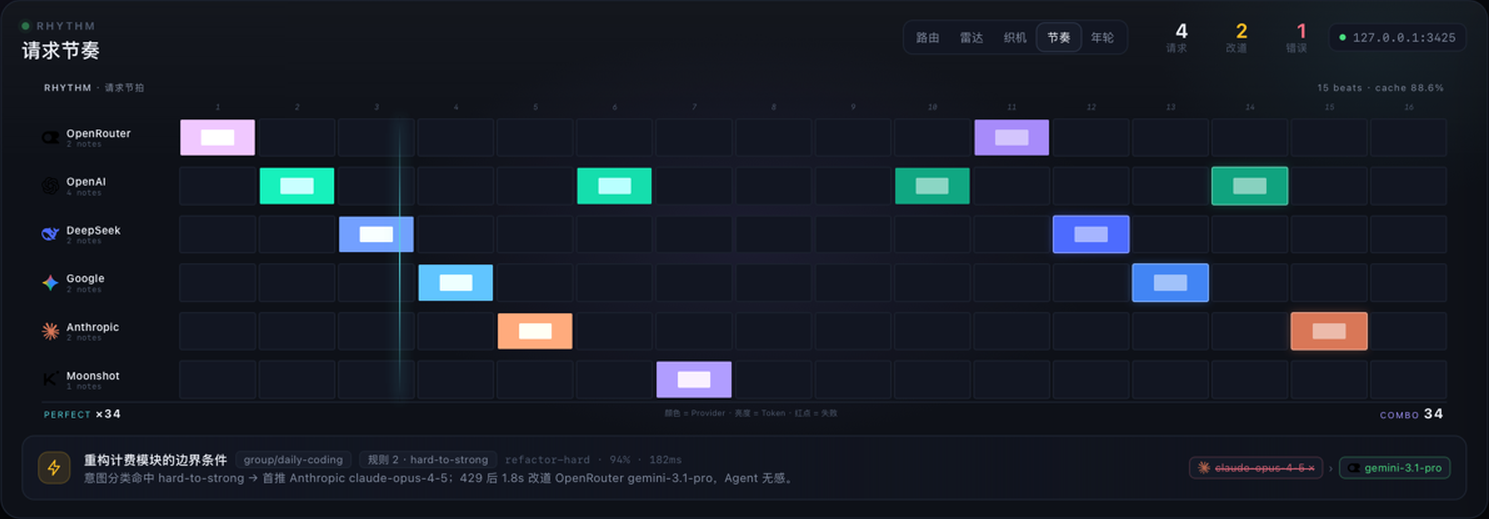 RHYTHM
请求节奏
路由 雷达 织机 节奏 年轮
4 请求
2 改道
1 错误
127.0.0.1:3425
RHYTHM · 请求节拍
15 beats · cache 88.6%
1 2 3 4 5 6 7 8 9 10 11 12 13 14 15 16
OpenRouter
2 notes
OpenAI
4 notes
DeepSeek
2 notes
Google
2 notes
Anthropic
2 notes
Moonshot
1 notes
PERFECT ×34
颜色 = Provider · 亮度 = Token · 红点 = 失败
COMBO 34
重构计费模块的边界条件 group/daily-coding 规则 2 · hard-to-strong refactor-hard · 94% · 182ms
意图分类命中 hard-to-strong → 首推 Anthropic claude-opus-4-5；429 后 1.8s 改道 OpenRouter gemini-3.1-pro，Agent 无感。
claude-opus-4-5 × › gemini-3.1-pro